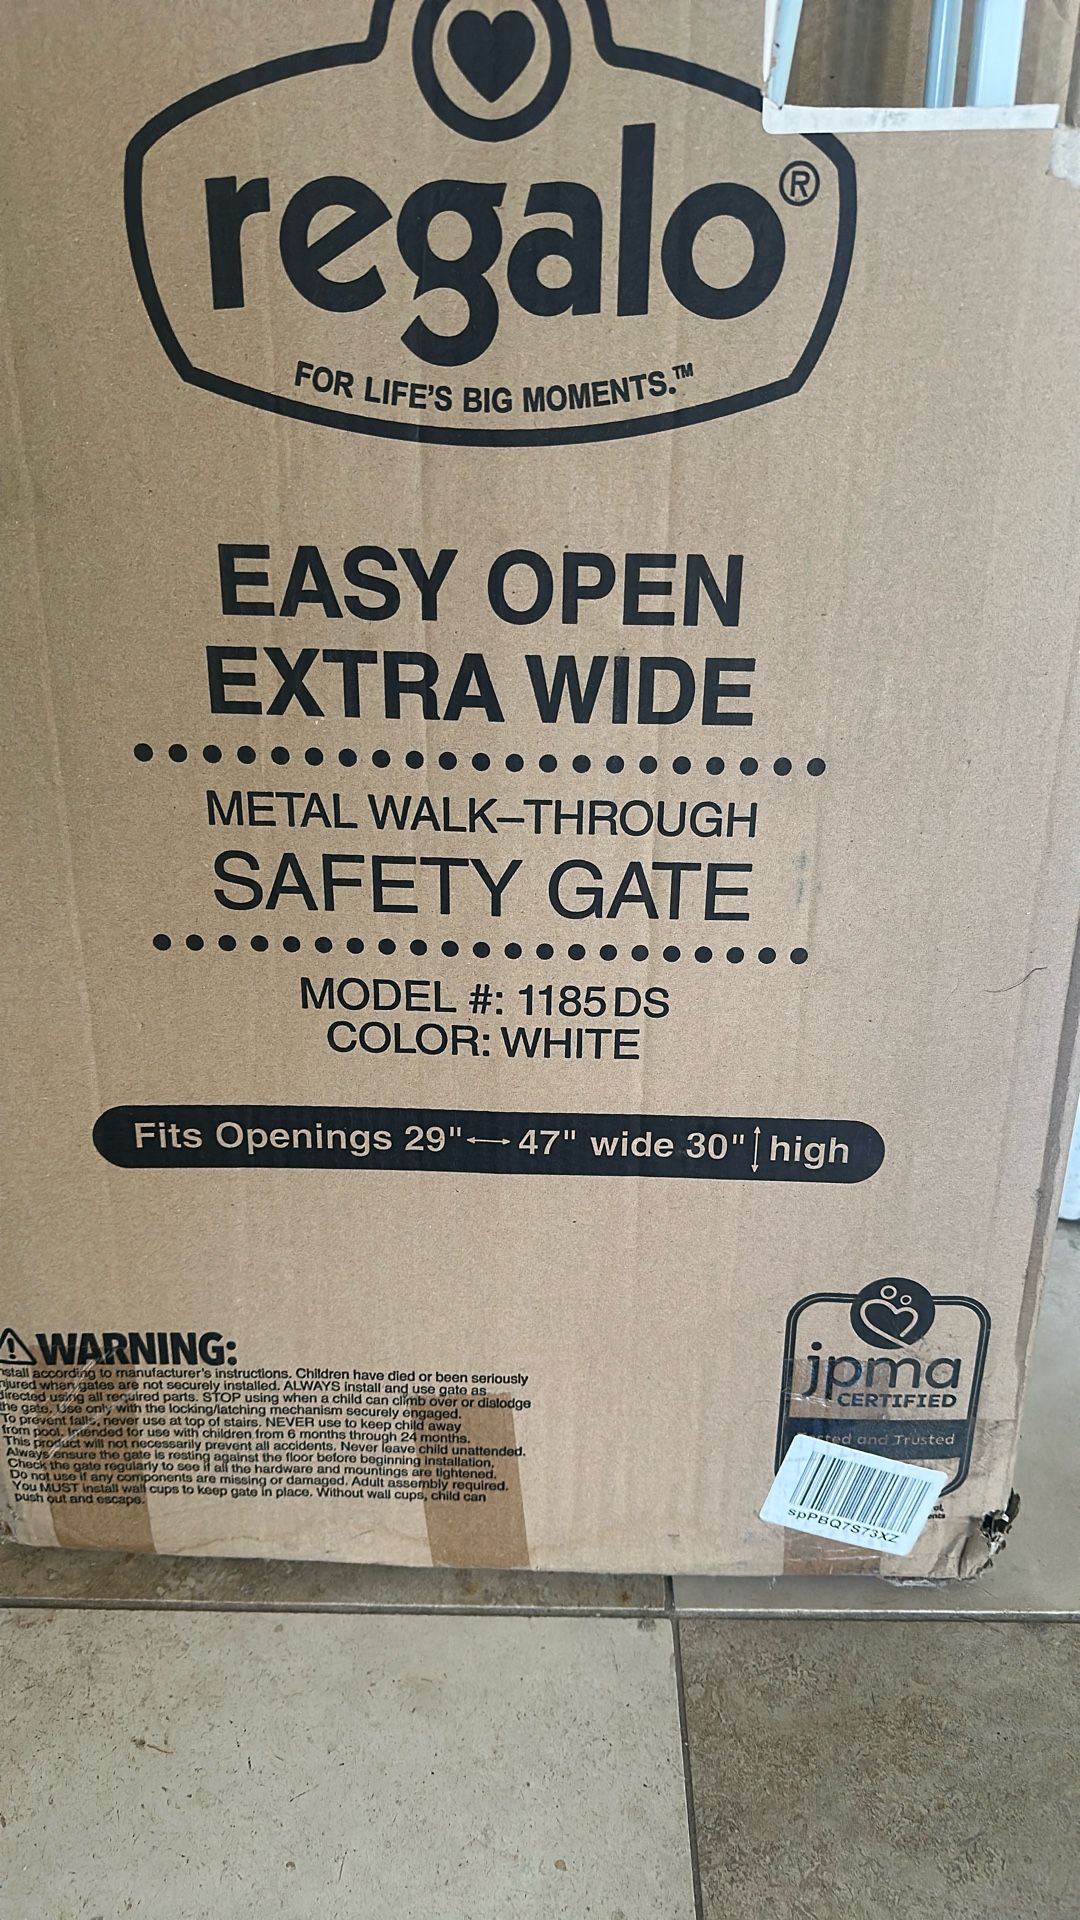 regalo®
FOR LIFE'S BIG MOMENTS.™
EASY OPEN
EXTRA WIDE
METAL WALK–THROUGH
SAFETY GATE
MODEL #: 1185DS
COLOR: WHITE
Fits Openings 29"⟷47" wide 30"↕high
WARNING:
nstall according to manufacturer's instructions. Children have died or been seriously
njured when gates are not securely installed. ALWAYS install and use gate as
directed using all required parts. STOP using when a child can climb over or dislodge
the gate. Use only with the locking/latching mechanism securely engaged.
To prevent falls, never use at top of stairs. NEVER use to keep child away
from pool. Intended for use with children from 6 months through 24 months.
This product will not necessarily prevent all accidents. Never leave child unattended.
Always ensure the gate is resting against the floor before beginning installation,
Check the gate regularly to see if all the hardware and mountings are tightened.
Do not use if any components are missing or damaged. Adult assembly required.
You MUST install wall cups to keep gate in place. Without wall cups, child can
push out and escape.
jpma
CERTIFIED
sted and Trusted
spPBQ7S73XZ